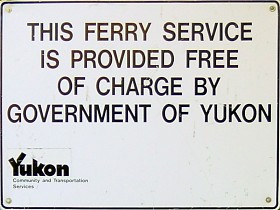 THIS FERRY SERVICE
iS PROVIDED FREE
OF CHARGE BY
GOVERNMENT OF YUKON
Yukon
Community and Transportation
Services